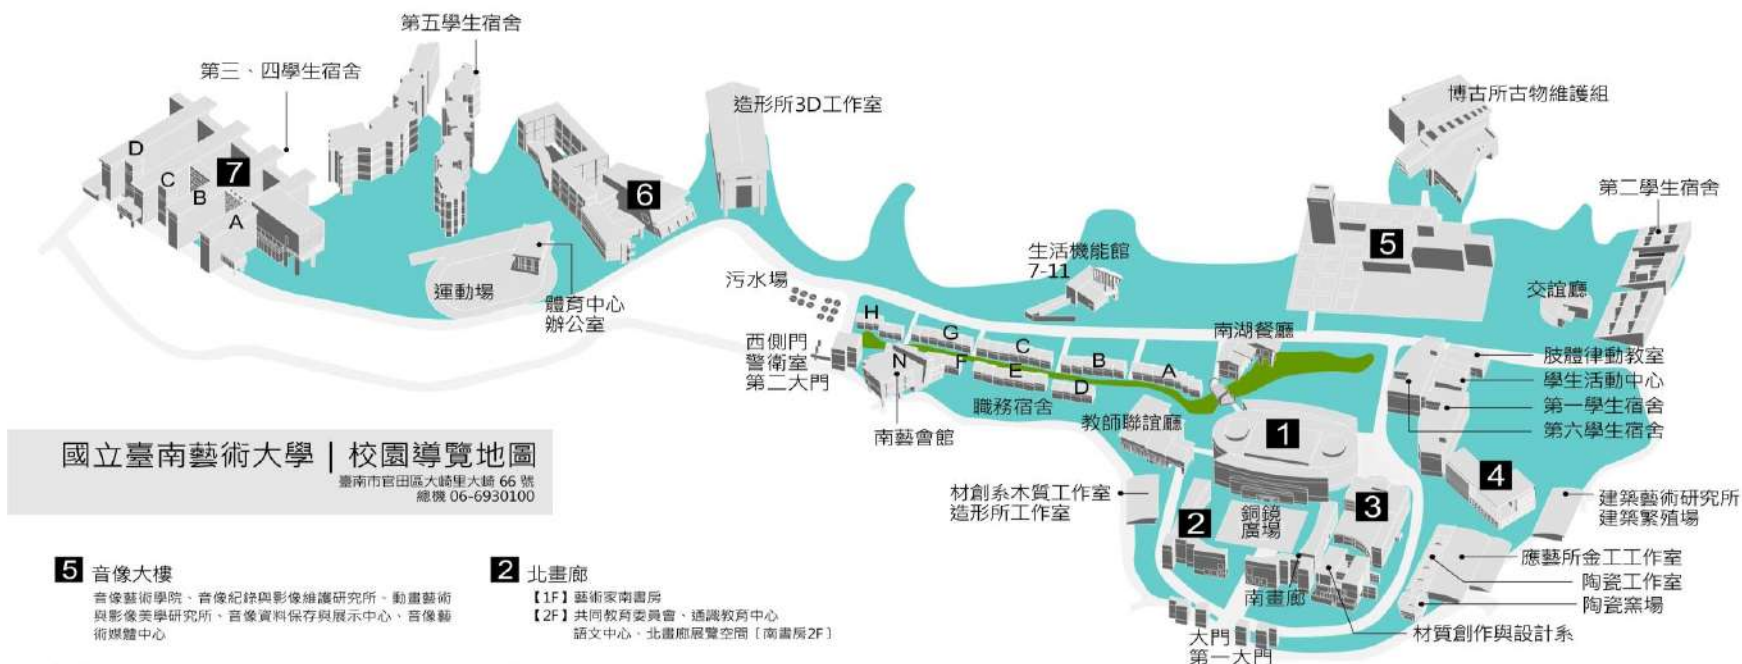 第五學生宿舍
第三、四學生宿舍
造形所3D工作室
博古所古物維護組
D
C
B
A
7
6
第二學生宿舍
5
生活機能館
7-11
污水場
運動場
體育中心
辦公室
交誼廳
南湖餐廳
H
G
C
B
A
N
F
E
D
西側門
警衛室
第二大門
職務宿舍
南藝會館
教師聯誼廳
肢體律動教室
學生活動中心
第一學生宿舍
第六學生宿舍
1
國立臺南藝術大學 | 校園導覽地圖
臺南市官田區大崎里大崎 66 號
總機 06-6930100
4
材創系木質工作室
造形所工作室
2
銅鏡
廣場
3
建築藝術研究所
建築繁殖場
應藝所金工工作室
陶瓷工作室
陶瓷窯場
南畫廊
材質創作與設計系
大門
第一大門
5 音像大樓
音像藝術學院、音像紀錄與影像維護研究所、動畫藝術
與影像美學研究所、音像資料保存與展示中心、音像藝
術媒體中心
2 北畫廊
【1F】藝術家南書房
【2F】共同教育委員會、通識教育中心
語文中心、北畫廊展覽空間［南書房2F］